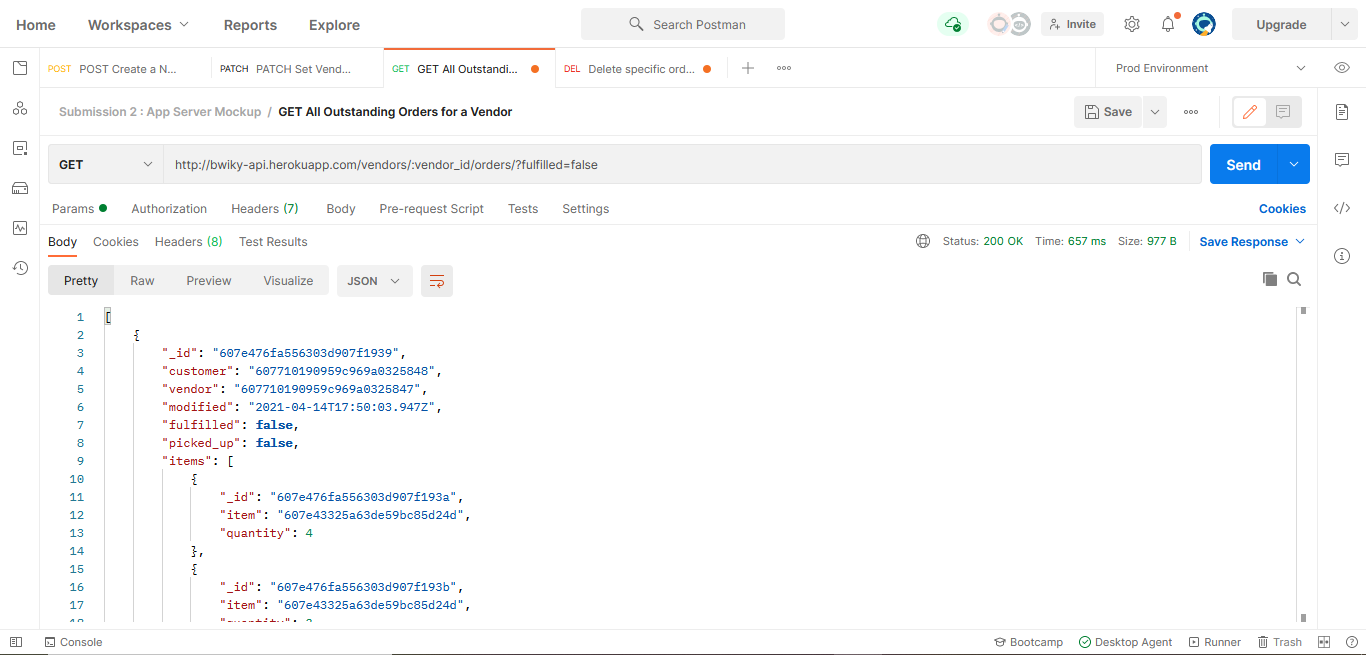 Home Workspaces Reports Explore Search Postman Invite Upgrade
POST POST Create a N... PATCH PATCH Set Vend... GET GET All Outstandi... DEL Delete specific ord... Prod Environment
Submission 2 : App Server Mockup / GET All Outstanding Orders for a Vendor Save
GET http://bwiky-api.herokuapp.com/vendors/:vendor_id/orders/?fulfilled=false Send
Params Authorization Headers (7) Body Pre-request Script Tests Settings Cookies
Body Cookies Headers (8) Test Results Status: 200 OK Time: 657 ms Size: 977 B Save Response
Pretty Raw Preview Visualize JSON
1 [
2 {
3 "_id": "607e476fa556303d907f1939",
4 "customer": "607710190959c969a0325848",
5 "vendor": "607710190959c969a0325847",
6 "modified": "2021-04-14T17:50:03.947Z",
7 "fulfilled": false,
8 "picked_up": false,
9 "items": [
10 {
11 "_id": "607e476fa556303d907f193a",
12 "item": "607e43325a63de59bc85d24d",
13 "quantity": 4
14 },
15 {
16 "_id": "607e476fa556303d907f193b",
17 "item": "607e43325a63de59bc85d24d",
Console Bootcamp Desktop Agent Runner Trash